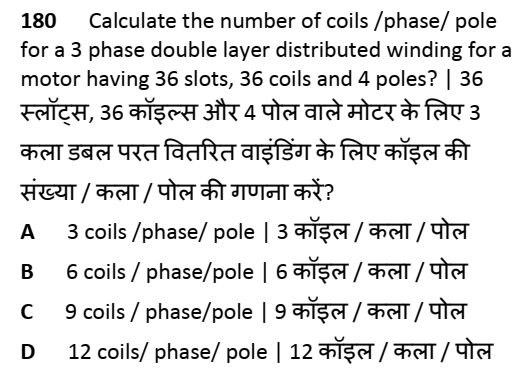 180 Calculate the number of coils /phase/ pole
for a 3 phase double layer distributed winding for a
motor having 36 slots, 36 coils and 4 poles? | 36
स्लॉट्स, 36 कॉइल्स और 4 पोल वाले मोटर के लिए 3
कला डबल परत वितरित वाइंडिंग के लिए कॉइल की
संख्या / कला / पोल की गणना करें?
A 3 coils /phase/ pole | 3 कॉइल / कला / पोल
B 6 coils / phase/pole | 6 कॉइल / कला / पोल
C 9 coils / phase/pole | 9 कॉइल / कला / पोल
D 12 coils/ phase/ pole | 12 कॉइल / कला / पोल